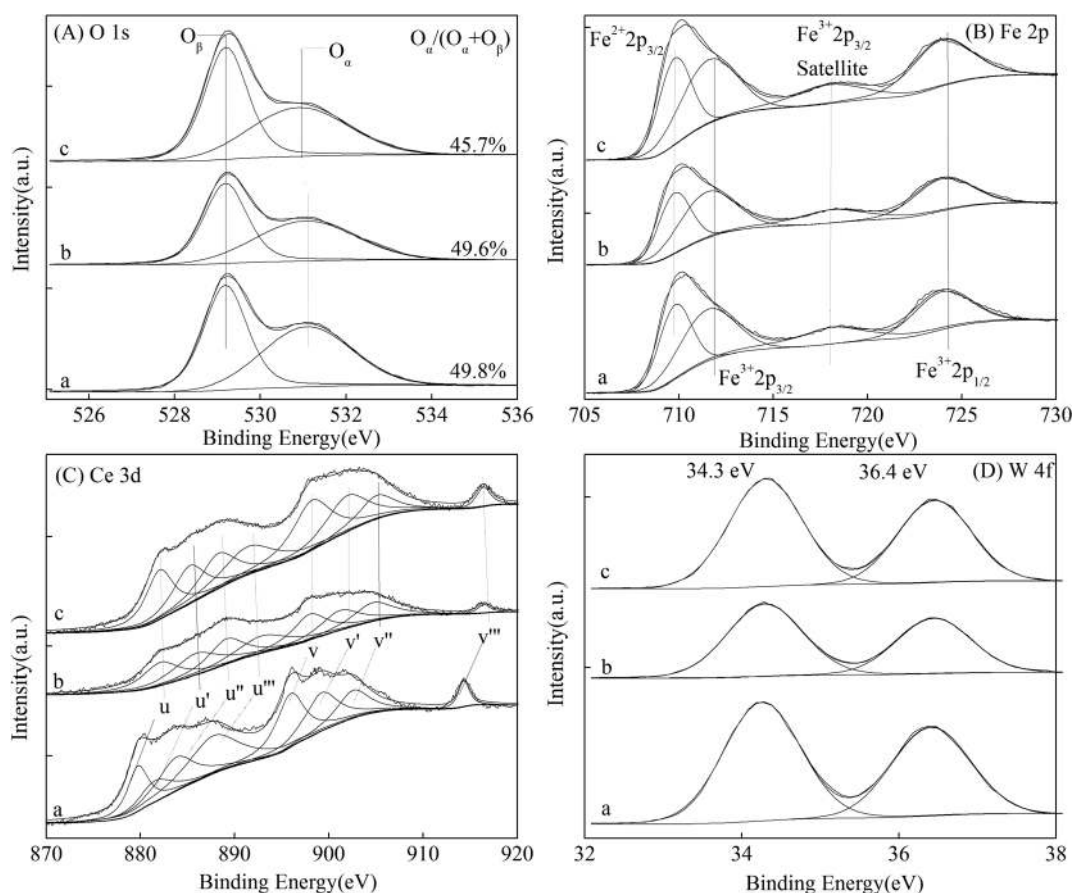 (A) O 1s
Oβ
Oα
Oα/(Oα+Oβ)
c
45.7%
b
49.6%
a
49.8%
526 528 530 532 534 536
Binding Energy(eV)
Intensity(a.u.)
(B) Fe 2p
Fe²⁺2p3/2
Fe³⁺2p3/2
Satellite
c
b
a
Fe³⁺2p3/2
Fe³⁺2p1/2
705 710 715 720 725 730
Binding Energy(eV)
Intensity(a.u.)
(C) Ce 3d
c
b
a
u u' u'' u''' v v' v'' v'''
870 880 890 900 910 920
Binding Energy(eV)
Intensity(a.u.)
34.3 eV
36.4 eV
(D) W 4f
c
b
a
32 34 36 38
Binding Energy(eV)
Intensity(a.u.)